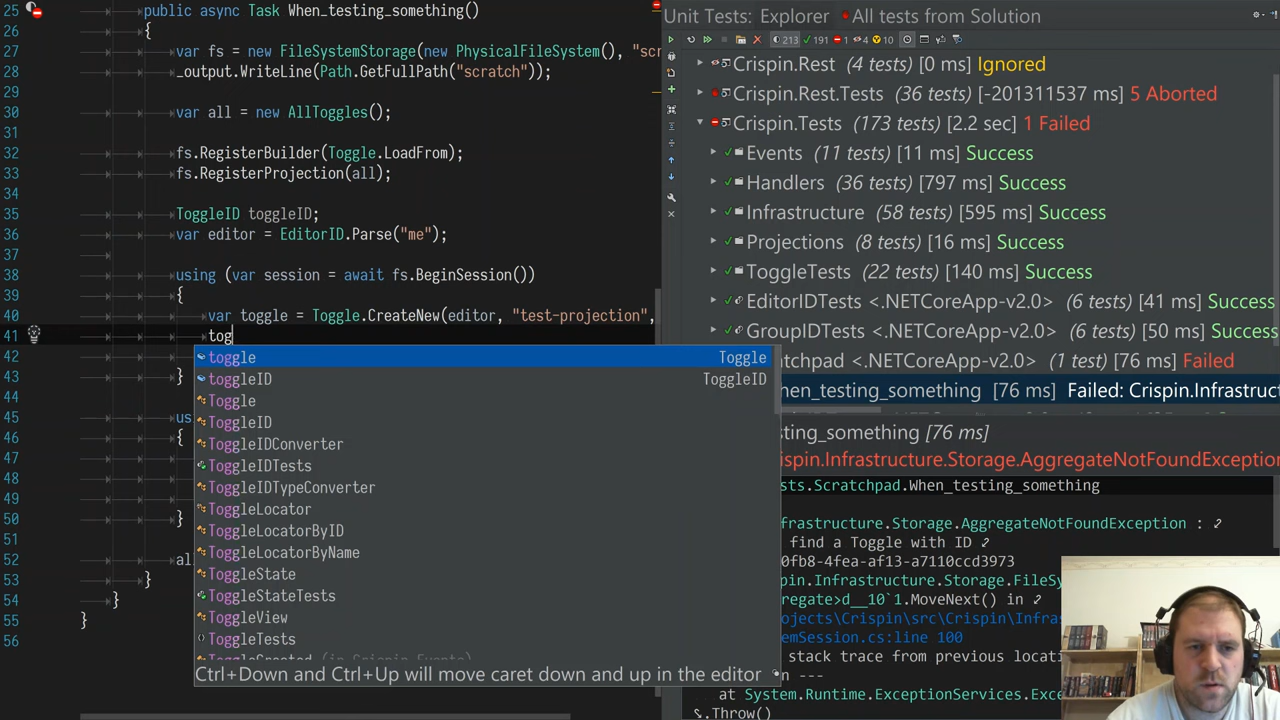 25 public async Task When_testing_something()
26 {
27 var fs = new FileSystemStorage(new PhysicalFileSystem(), "sc
28 _output.WriteLine(Path.GetFullPath("scratch"));
29
30 var all = new AllToggles();
31
32 fs.RegisterBuilder(Toggle.LoadFrom);
33 fs.RegisterProjection(all);
34
35 ToggleID toggleID;
36 var editor = EditorID.Parse("me");
37
38 using (var session = await fs.BeginSession())
39 {
40 var toggle = Toggle.CreateNew(editor, "test-projection",
41 tog
42
43 }
44
45 us
46 {
47
48
49
50 }
51
52 al
53 }
54 }
55 }
56
toggle Toggle
toggleID ToggleID
Toggle
ToggleID
ToggleIDConverter
ToggleIDTests
ToggleIDTypeConverter
ToggleLocator
ToggleLocatorByID
ToggleLocatorByName
ToggleState
ToggleStateTests
ToggleView
ToggleTests
Ctrl+Down and Ctrl+Up will move caret down and up in the editor
Unit Tests: Explorer All tests from Solution
213 191 1 4 10
Crispin.Rest (4 tests) [0 ms] Ignored
Crispin.Rest.Tests (36 tests) [-201311537 ms] 5 Aborted
Crispin.Tests (173 tests) [2.2 sec] 1 Failed
Events (11 tests) [11 ms] Success
Handlers (36 tests) [797 ms] Success
Infrastructure (58 tests) [595 ms] Success
Projections (8 tests) [16 ms] Success
ToggleTests (22 tests) [140 ms] Success
EditorIDTests <.NETCoreApp-v2.0> (6 tests) [41 ms] Success
GroupIDTests <.NETCoreApp-v2.0> (6 tests) [50 ms] Success
atchpad <.NETCoreApp-v2.0> (1 test) [76 ms] Failed
hen_testing_something [76 ms] Failed: Crispin.Infrastruct
sting_something [76 ms]
ispin.Infrastructure.Storage.AggregateNotFoundException
ts.Scratchpad.When_testing_something
frastructure.Storage.AggregateNotFoundException :
find a Toggle with ID
0fb8-4fea-af13-a7110ccd3973
pin.Infrastructure.Storage.FileSy
egate>d__10`1.MoveNext() in
ojects\Crispin\src\Crispin\Infras
emSession.cs:line 100
stack trace from previous locati
n ---
at System.Runtime.ExceptionServices.Exce
.Throw()